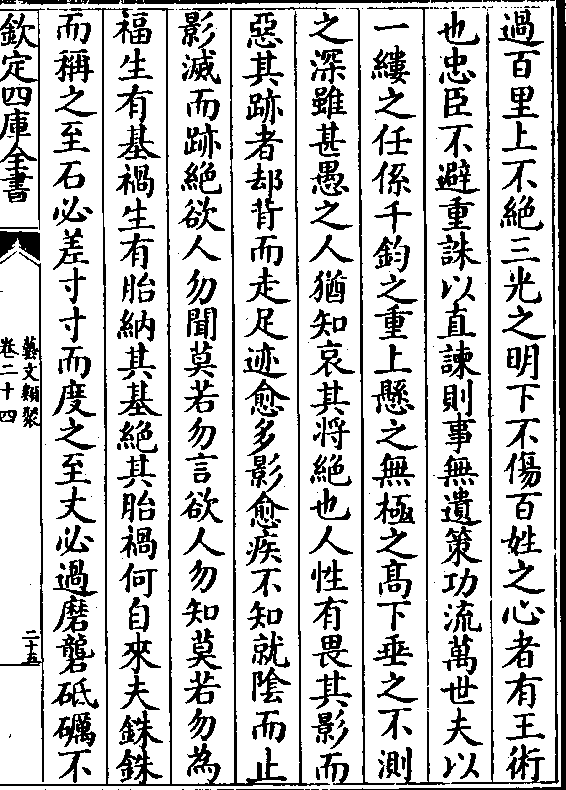 過百里上不絕三光之明下不傷百姓之心者有王術
也忠臣不避重誅以直諫則事無遺策功流萬世夫以
一縷之任係千鈞之重上懸之無極之髙下垂之不測
之深雖甚愚之人猶知哀其將絕也人性有畏其影而
惡其跡者却背而走足迹愈多影愈疾不知就隂而止
影滅而跡絕欲人勿聞莫若勿言欲人勿知莫若勿為
福生有基禍生有胎納其基絕其胎禍何自來夫銖銖
而稱之至石必差寸寸而度之至丈必過磨礱砥礪不
欽定四庫全書
藝文類聚
卷二十四
二十五